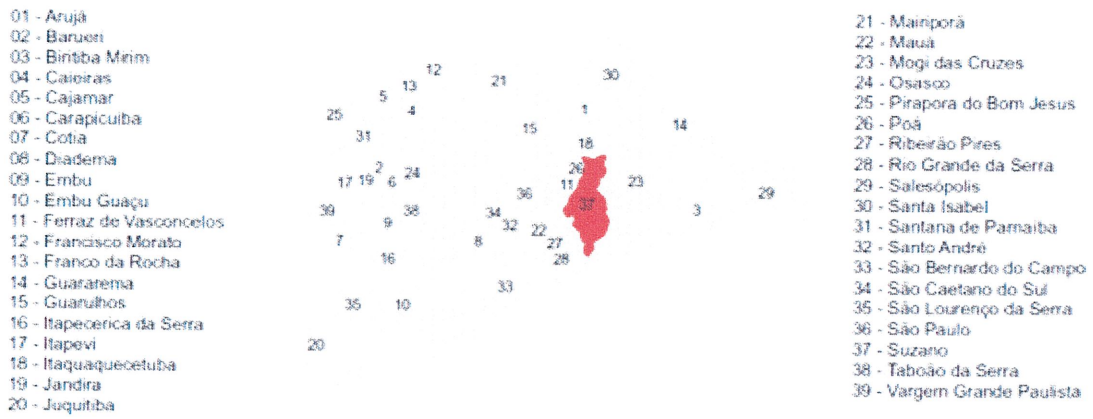 01 - Arujá
02 - Barueri
03 - Biritiba Mirim
04 - Caieiras
05 - Cajamar
06 - Carapicuiba
07 - Cotia
08 - Diadema
09 - Embu
10 - Embu Guaçu
11 - Ferraz de Vasconcelos
12 - Francisco Morato
13 - Franco da Rocha
14 - Guararema
15 - Guarulhos
16 - Itapecerica da Serra
17 - Itapevi
18 - Itaquaquecetuba
19 - Jandira
20 - Juquitiba
12
21
30
13
5
4
1
25
15
14
31
18
2
24
26
17
19
6
11
23
36
29
39
38
37
3
34
9
32
22
7
8
27
16
28
33
35
10
20
21 - Mairiporã
22 - Mauá
23 - Mogi das Cruzes
24 - Osasco
25 - Pirapora do Bom Jesus
26 - Poá
27 - Ribeirão Pires
28 - Rio Grande da Serra
29 - Salesópolis
30 - Santa Isabel
31 - Santana de Parnaíba
32 - Santo André
33 - São Bernardo do Campo
34 - São Caetano do Sul
35 - São Lourenço da Serra
36 - São Paulo
37 - Suzano
38 - Taboão da Serra
39 - Vargem Grande Paulista